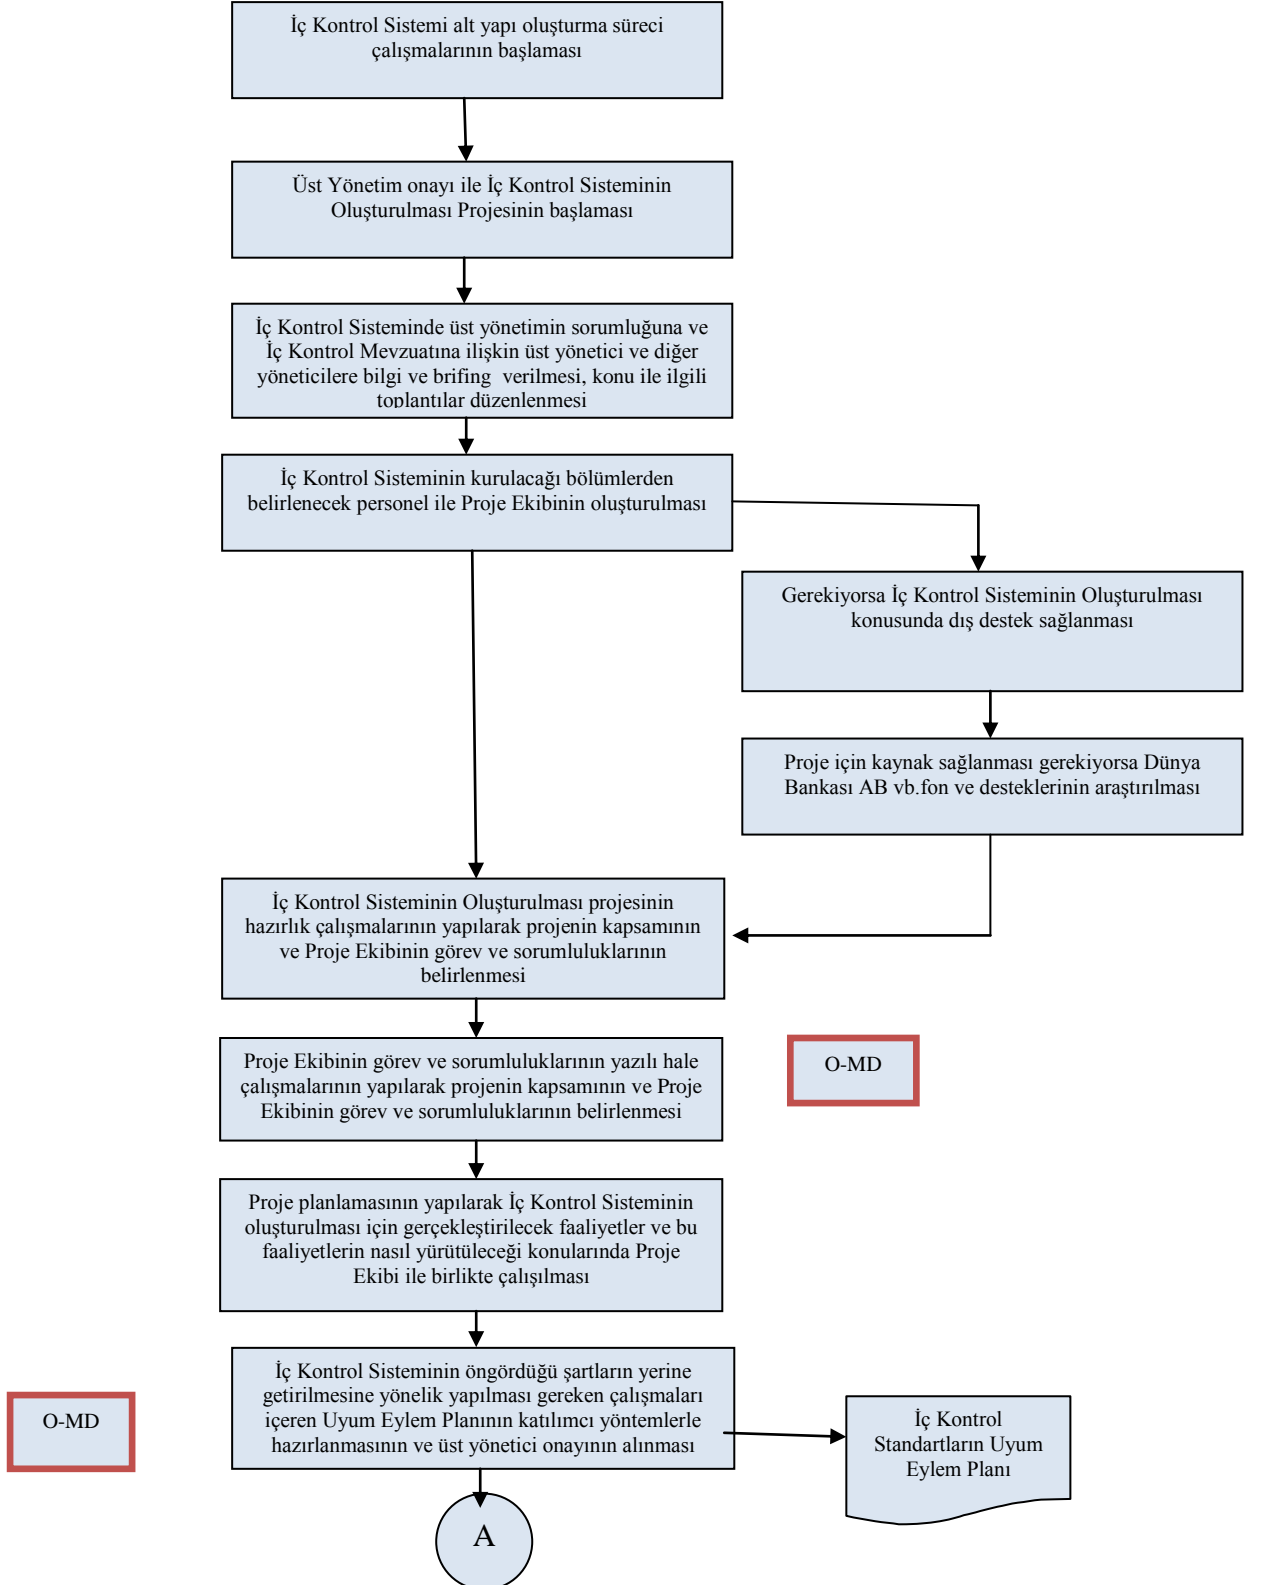 İç Kontrol Sistemi alt yapı oluşturma süreci
çalışmalarının başlaması
Üst Yönetim onayı ile İç Kontrol Sisteminin
Oluşturulması Projesinin başlaması
İç Kontrol Sisteminde üst yönetimin sorumluğuna ve
İç Kontrol Mevzuatına ilişkin üst yönetici ve diğer
yöneticilere bilgi ve brifing verilmesi, konu ile ilgili
toplantılar düzenlenmesi
İç Kontrol Sisteminin kurulacağı bölümlerden
belirlenecek personel ile Proje Ekibinin oluşturulması
Gerekiyorsa İç Kontrol Sisteminin Oluşturulması
konusunda dış destek sağlanması
Proje için kaynak sağlanması gerekiyorsa Dünya
Bankası AB vb.fon ve desteklerinin araştırılması
İç Kontrol Sisteminin Oluşturulması projesinin
hazırlık çalışmalarının yapılarak projenin kapsamının
ve Proje Ekibinin görev ve sorumluluklarının
belirlenmesi
Proje Ekibinin görev ve sorumluluklarının yazılı hale
çalışmalarının yapılarak projenin kapsamının ve Proje
Ekibinin görev ve sorumluluklarının belirlenmesi
O-MD
Proje planlamasının yapılarak İç Kontrol Sisteminin
oluşturulması için gerçekleştirilecek faaliyetler ve bu
faaliyetlerin nasıl yürütüleceği konularında Proje
Ekibi ile birlikte çalışılması
O-MD
İç Kontrol Sisteminin öngördüğü şartların yerine
getirilmesine yönelik yapılması gereken çalışmaları
içeren Uyum Eylem Planının katılımcı yöntemlerle
hazırlanmasının ve üst yönetici onayının alınması
İç Kontrol
Standartların Uyum
Eylem Planı
A